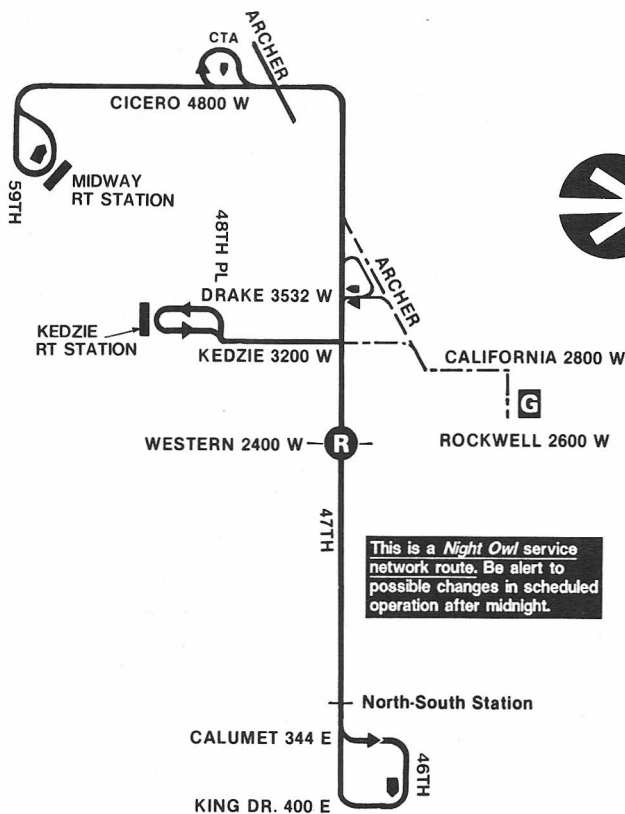 CTA
ARCHER
CICERO 4800 W
59TH
MIDWAY
RT STATION
48TH PL
DRAKE 3532 W
ARCHER
KEDZIE
RT STATION
KEDZIE 3200 W
CALIFORNIA 2800 W
G
ROCKWELL 2600 W
WESTERN 2400 W
R
47TH
This is a Night Owl service
network route. Be alert to
possible changes in scheduled
operation after midnight.
North-South Station
CALUMET 344 E
46TH
KING DR. 400 E